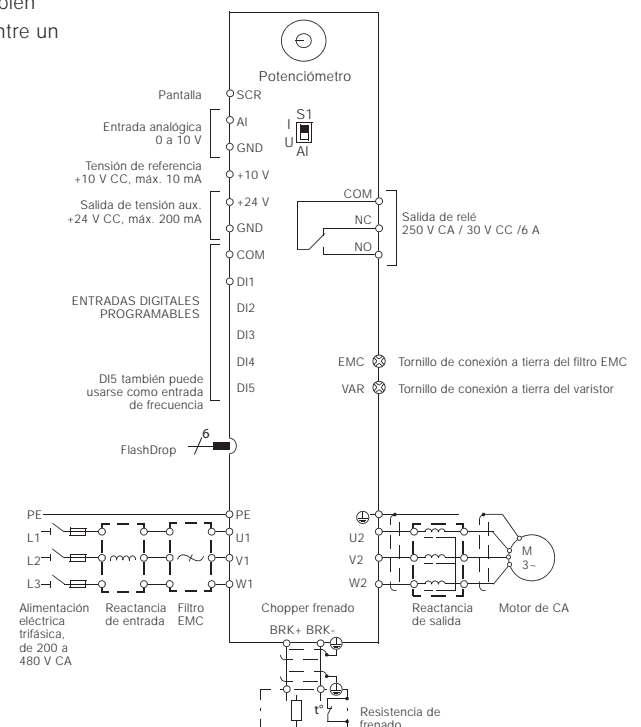 bién
ntre un
Potenciómetro
Pantalla
SCR
S1
I
U
AI
Entrada analógica
0 a 10 V
AI
GND
Tensión de referencia
+10 V CC, máx. 10 mA
+10 V
Salida de tensión aux.
+24 V CC, máx. 200 mA
+24 V
GND
COM
NC
NO
Salida de relé
250 V CA / 30 V CC /6 A
COM
DI1
ENTRADAS DIGITALES
PROGRAMABLES
DI2
DI3
DI4
DI5
DI5 también puede
usarse como entrada
de frecuencia
EMC
Tornillo de conexión a tierra del filtro EMC
VAR
Tornillo de conexión a tierra del varistor
FlashDrop
6
PE
PE
L1
U1
U2
L2
V1
V2
L3
W1
W2
M
3~
Alimentación
eléctrica
trifásica,
de 200 a
480 V CA
Reactancia
de entrada
Filtro
EMC
Chopper frenado
BRK+ BRK-
Reactancia
de salida
Motor de CA
t°
Resistencia de
frenado